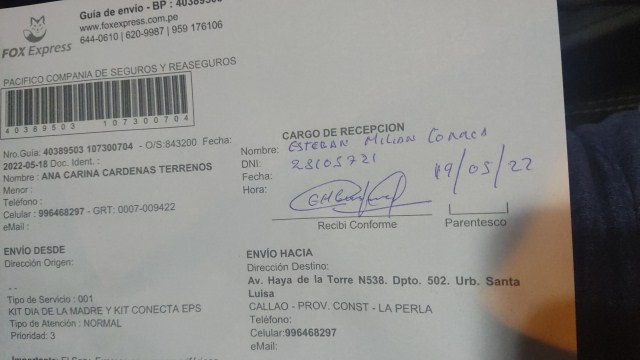 Guía de envío - BP : 40389503
www.foxexpress.com.pe
644-0610 | 620-9987 | 959 176106
FOX Express
PACIFICO COMPANIA DE SEGUROS Y REASEGUROS
40389503 107300704
Nro.Guía: 40389503 107300704 - O/S:843200 Fecha:
2022-05-18 Doc. Ident. :
Nombre : ANA CARINA CARDENAS TERRENOS
Menor :
Teléfono :
Celular : 996468297 - GRT: 0007-009422
eMail :
CARGO DE RECEPCION
Nombre: ESTEBAN MILIAN
DNI: 28105721
Fecha: 19/05/22
Hora:
Recibi Conforme
Parentesco
ENVÍO DESDE
Dirección Origen:
- -
Tipo de Servicio : 001
KIT DIA DE LA MADRE Y KIT CONECTA EPS
Tipo de Atención : NORMAL
Prioridad: 3
ENVÍO HACIA
Dirección Destino:
Av. Haya de la Torre N538. Dpto. 502. Urb. Santa
Luisa
CALLAO - PROV. CONST - LA PERLA
Teléfono:
Celular:996468297
eMail: